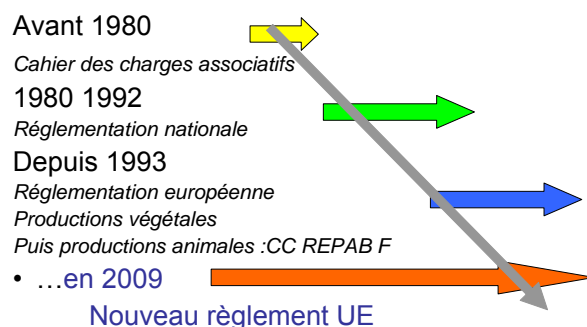 Avant 1980
Cahier des charges associatifs
1980 1992
Réglementation nationale
Depuis 1993
Réglementation européenne
Productions végétales
Puis productions animales :CC REPAB F
• …en 2009
Nouveau règlement UE